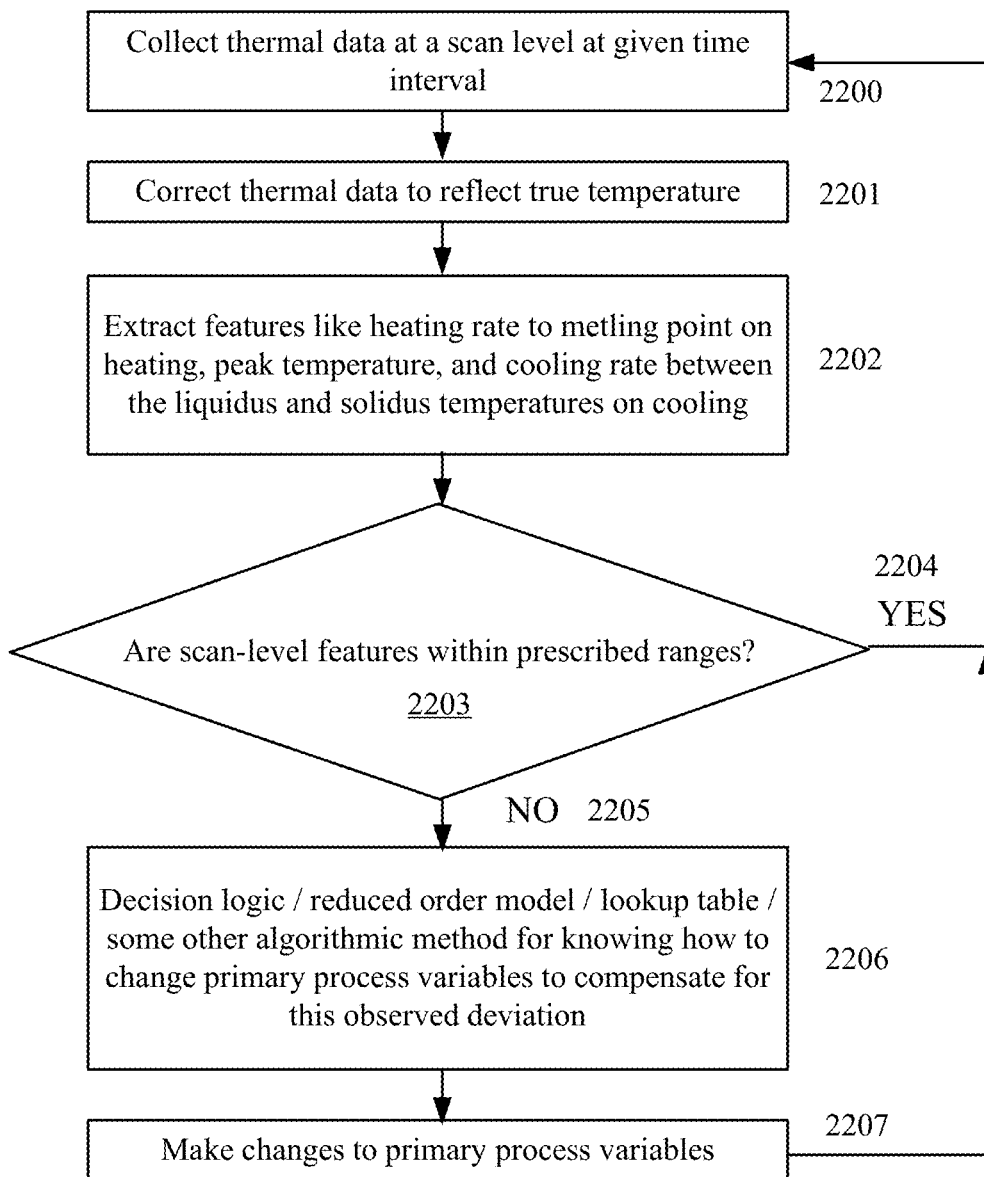 Collect thermal data at a scan level at given time
interval
2200
Correct thermal data to reflect true temperature
2201
Extract features like heating rate to metling point on
heating, peak temperature, and cooling rate between
the liquidus and solidus temperatures on cooling
2202
2204
YES
Are scan-level features within prescribed ranges?
2203
NO 2205
Decision logic / reduced order model / lookup table /
some other algorithmic method for knowing how to
change primary process variables to compensate for
this observed deviation
2206
2207
Make changes to primary process variables